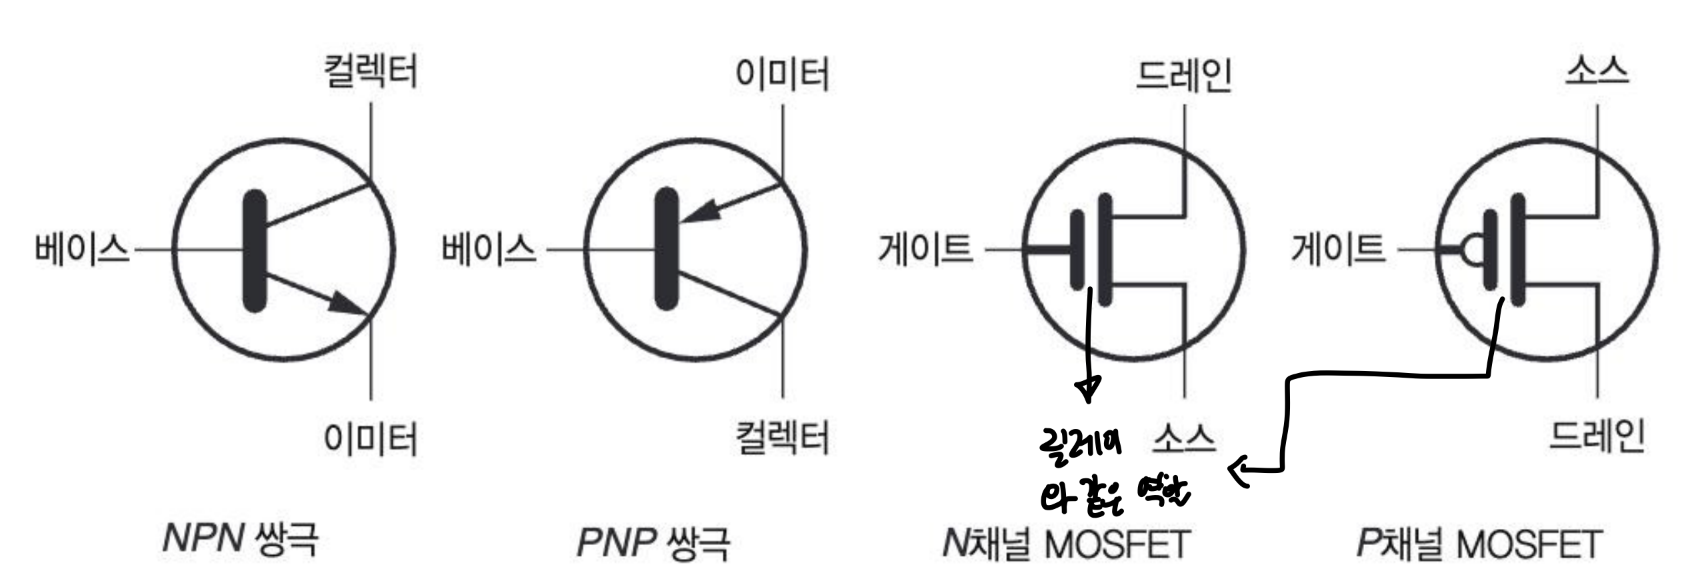 컬렉터
베이스
이미터
NPN 쌍극
이미터
베이스
컬렉터
PNP 쌍극
드레인
게이트
소스
릴레이
와 같은 역할
N채널 MOSFET
소스
게이트
드레인
P채널 MOSFET